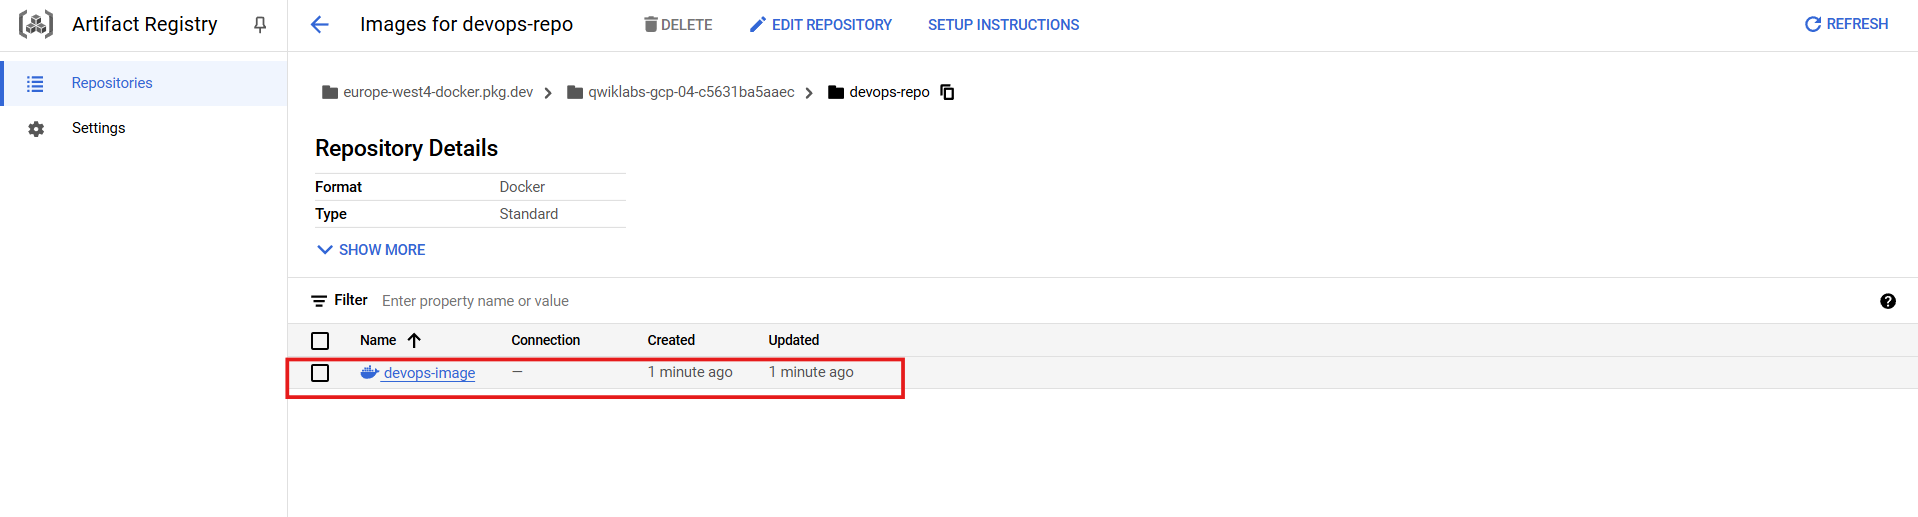 Artifact Registry
Images for devops-repo
DELETE
EDIT REPOSITORY
SETUP INSTRUCTIONS
REFRESH
Repositories
Settings
europe-west4-docker.pkg.dev
qwiklabs-gcp-04-c5631ba5aaec
devops-repo
Repository Details
Format Docker
Type Standard
SHOW MORE
Filter Enter property name or value
Name Connection Created Updated
devops-image — 1 minute ago 1 minute ago